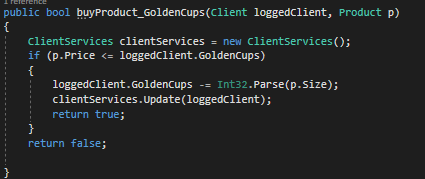 1 reference
public bool buyProduct_GoldenCups(Client loggedClient, Product p)
{
ClientServices clientServices = new ClientServices();
if (p.Price <= loggedClient.GoldenCups)
{
loggedClient.GoldenCups -= Int32.Parse(p.Size);
clientServices.Update(loggedClient);
return true;
}
return false;
}